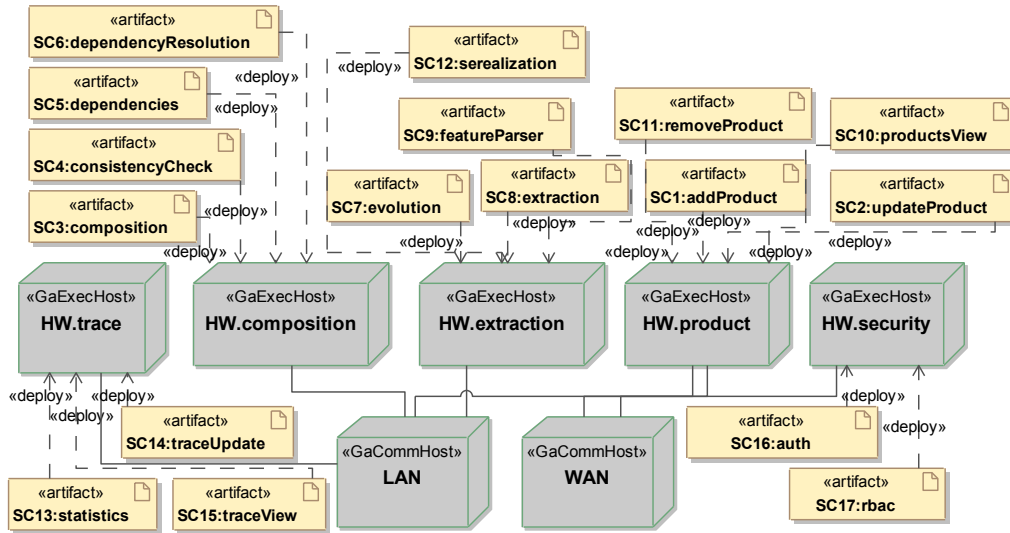 «artifact»
SC6:dependencyResolution
«artifact»
SC12:serealization
«deploy»
«deploy»
«artifact»
SC5:dependencies
«deploy»
«artifact»
SC9:featureParser
«artifact»
SC11:removeProduct
«artifact»
SC10:productsView
«artifact»
SC4:consistencyCheck
«artifact»
SC7:evolution
«artifact»
SC8:extraction
«artifact»
SC1:addProduct
«artifact»
SC2:updateProduct
«artifact»
SC3:composition
«deploy»
«deploy»
«deploy»
«deploy»
«deploy»
«deploy»
«deploy»
«deploy»
«deploy»
«GaExecHost»
HW.trace
«GaExecHost»
HW.composition
«GaExecHost»
HW.extraction
«GaExecHost»
HW.product
«GaExecHost»
HW.security
«deploy»
«deploy»
«deploy»
«deploy»
«deploy»
«artifact»
SC14:traceUpdate
«GaCommHost»
LAN
«GaCommHost»
WAN
«artifact»
SC16:auth
«artifact»
SC13:statistics
«artifact»
SC15:traceView
«artifact»
SC17:rbac